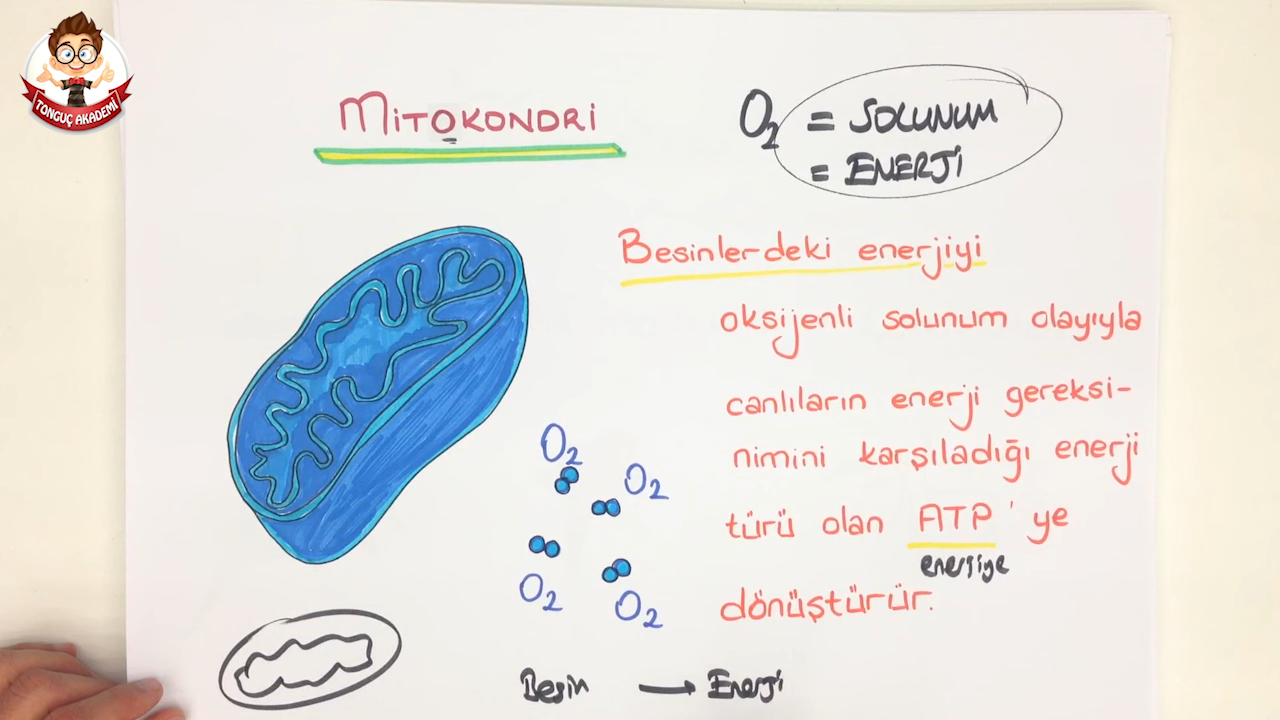 TONGUÇ AKADEMİ
MİTOKONDRİ
O2 = SOLUNUM
= ENERJİ
Besinlerdeki enerjiyi
oksijenli solunum olayıyla
canlıların enerji gereksi-
nimini karşıladığı enerji
türü olan ATP'ye
enerjiye
dönüştürür.
O2
O2
O2
O2
Besin → Enerji